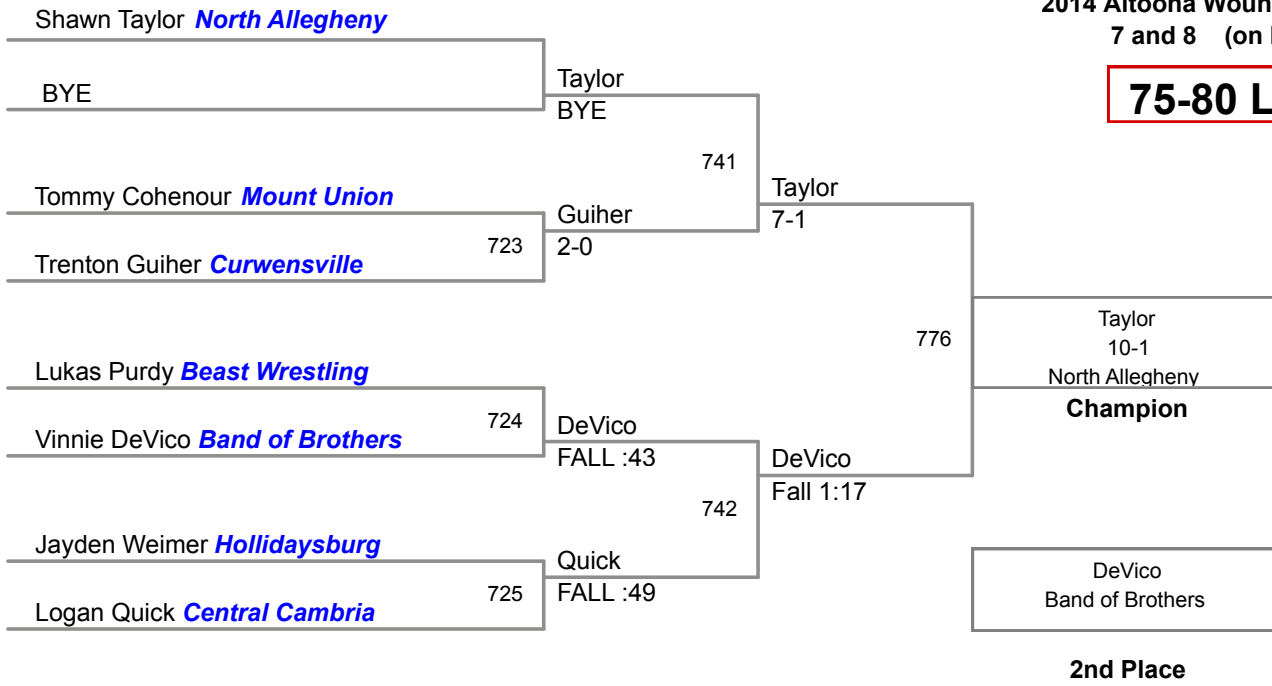 Shawn Taylor North Allegheny
2014 Altoona
7 and 8 (on
BYE
Taylor
BYE
75-80
741
Tommy Cohenour Mount Union
Guiher
2-0
Taylor
7-1
723
Trenton Guiher Curwensville
776
Taylor
10-1
North Allegheny
Champion
Lukas Purdy Beast Wrestling
724
Vinnie DeVico Band of Brothers
DeVico
FALL :43
DeVico
Fall 1:17
742
Jayden Weimer Hollidaysburg
Quick
FALL :49
725
Logan Quick Central Cambria
DeVico
Band of Brothers
2nd Place